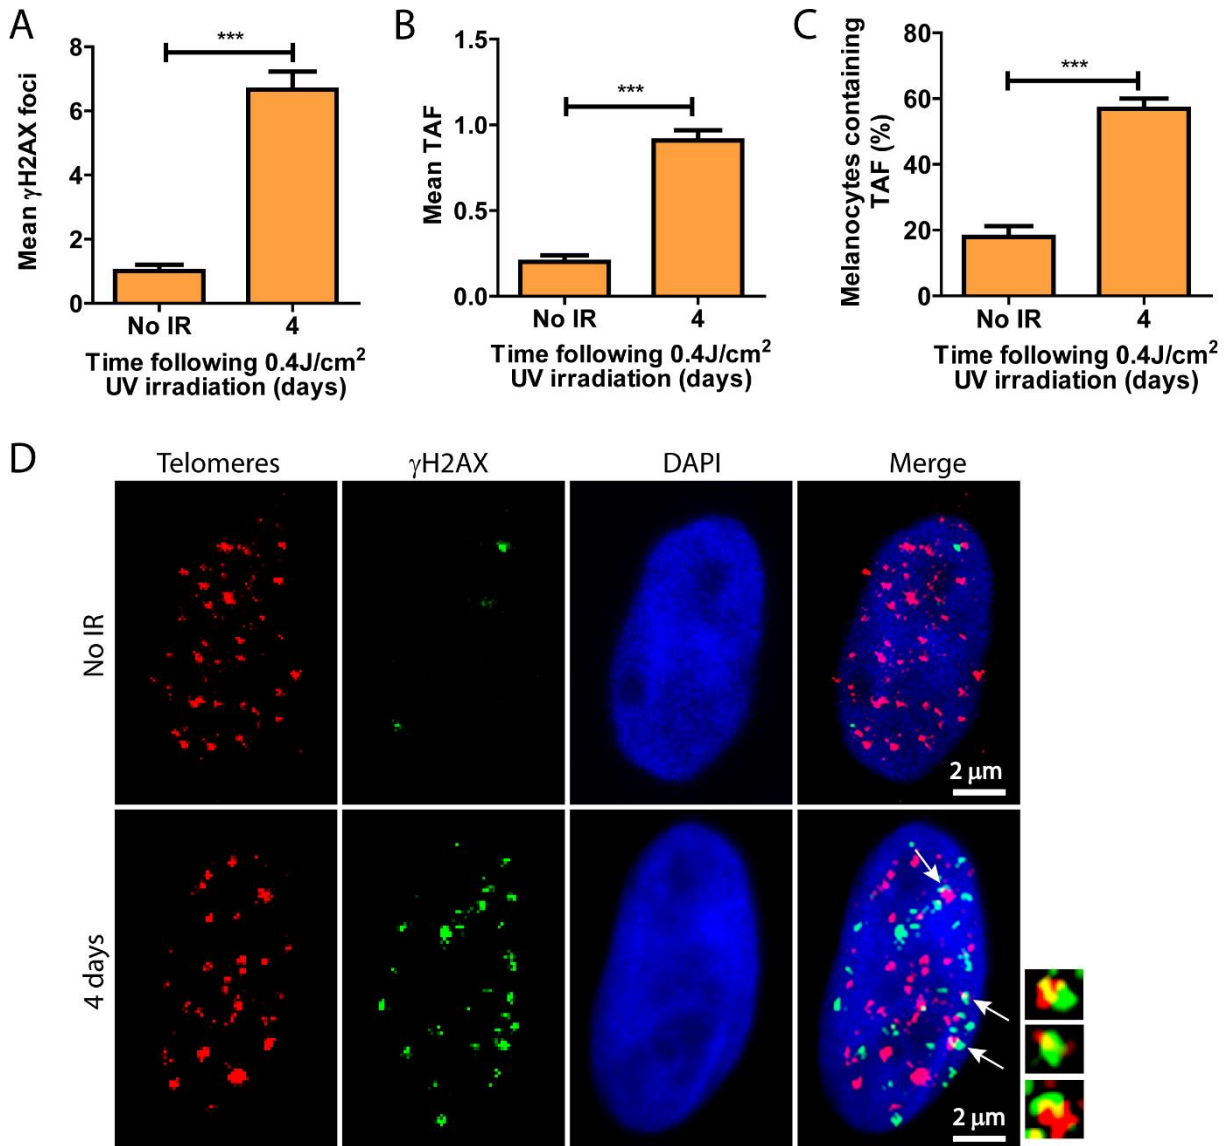 A
Mean γH2AX foci
8
6
4
2
0
***
No IR
4
Time following 0.4J/cm²
UV irradiation (days)
B
Mean TAF
1.5
1.0
0.5
0.0
***
No IR
4
Time following 0.4J/cm²
UV irradiation (days)
C
Melanocytes containing
TAF (%)
80
60
40
20
0
***
No IR
4
Time following 0.4J/cm²
UV irradiation (days)
D
Telomeres
γH2AX
DAPI
Merge
No IR
2 μm
4 days
2 μm